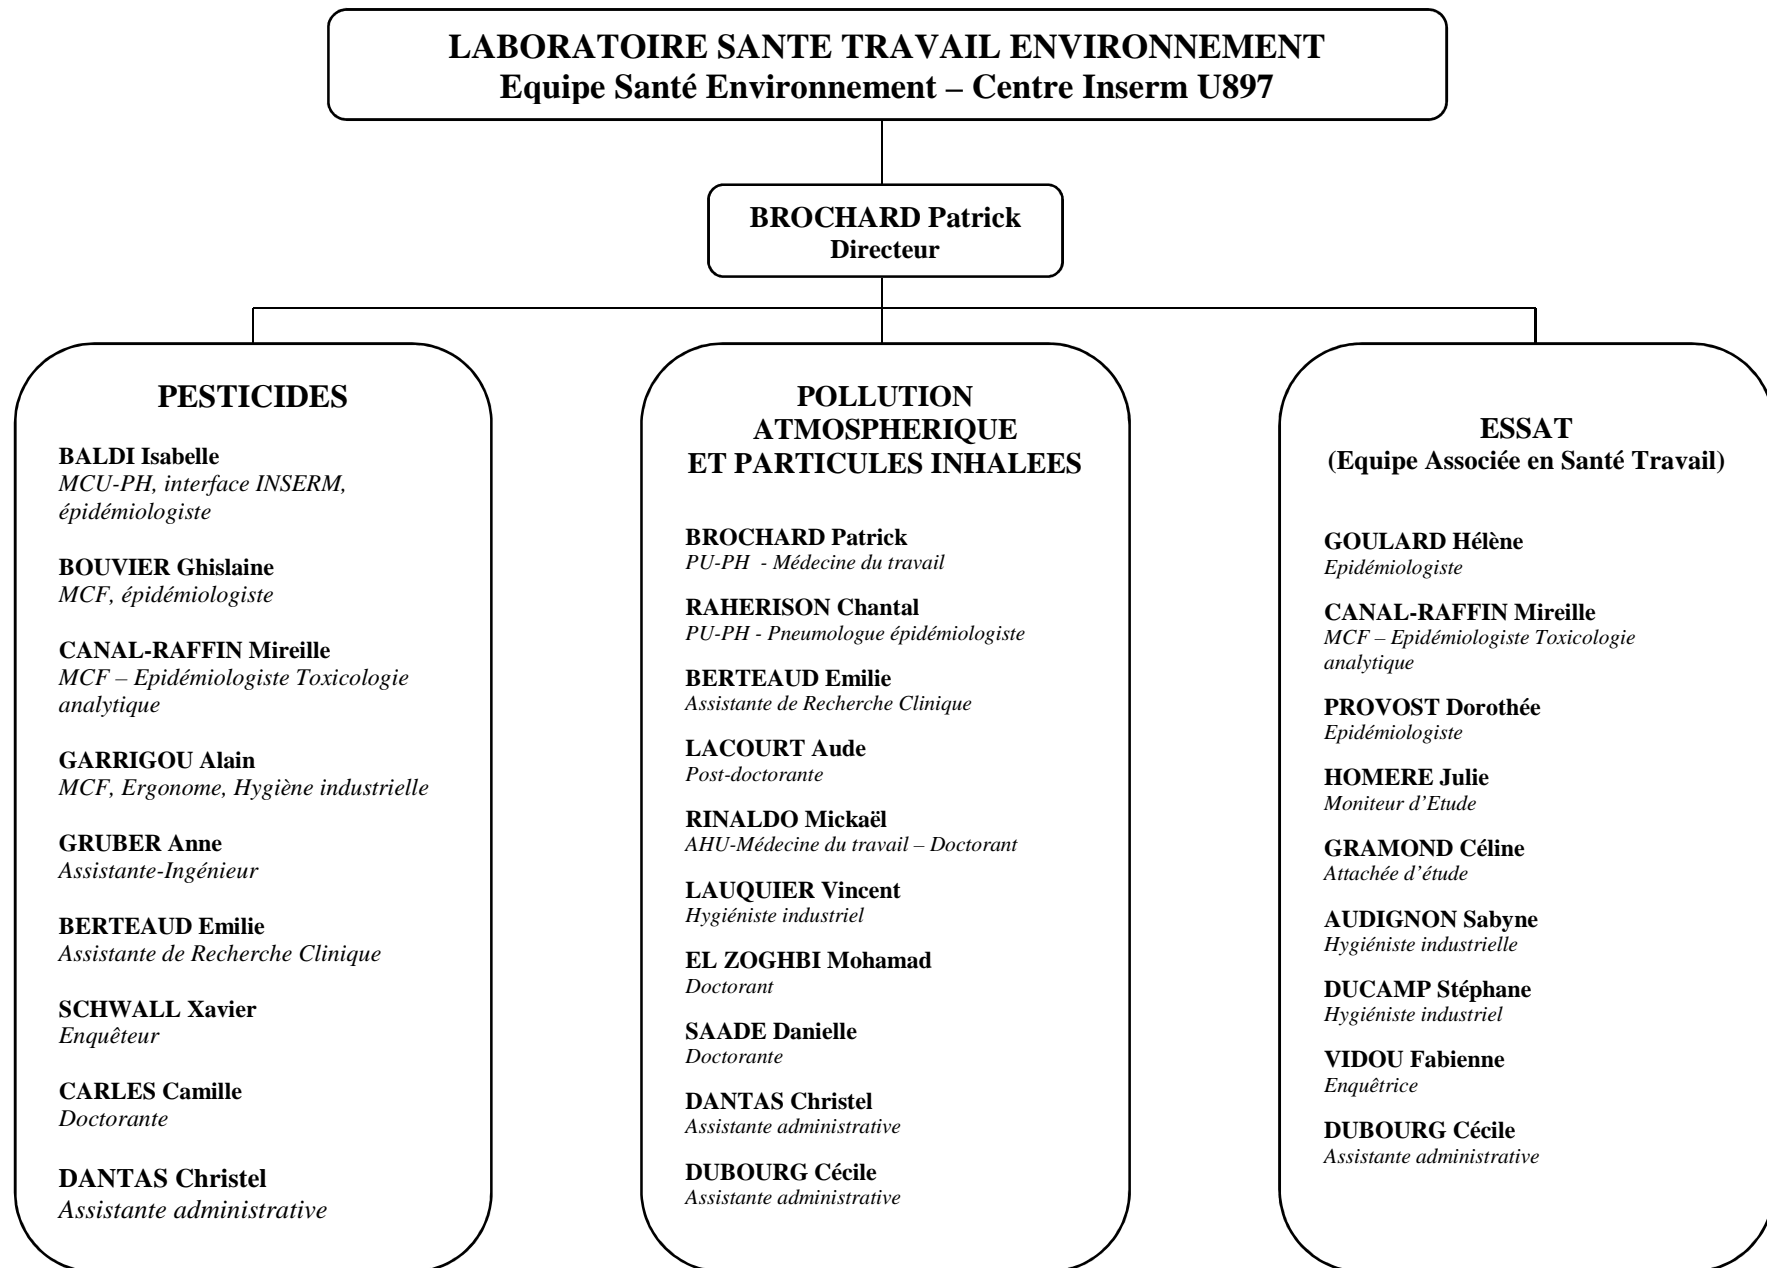 LABORATOIRE SANTE TRAVAIL ENVIRONNEMENT
Equipe Santé Environnement – Centre Inserm U897
BROCHARD Patrick
Directeur
PESTICIDES
BALDI Isabelle
MCU-PH, interface INSERM,
épidémiologiste
BOUVIER Ghislaine
MCF, épidémiologiste
CANAL-RAFFIN Mireille
MCF – Epidémiologiste Toxicologie
analytique
GARRIGOU Alain
MCF, Ergonome, Hygiène industrielle
GRUBER Anne
Assistante-Ingénieur
BERTEAUD Emilie
Assistante de Recherche Clinique
SCHWALL Xavier
Enquêteur
CARLES Camille
Doctorante
DANTAS Christel
Assistante administrative
POLLUTION
ATMOSPHERIQUE
ET PARTICULES INHALEES
BROCHARD Patrick
PU-PH - Médecine du travail
RAHERISON Chantal
PU-PH - Pneumologue épidémiologiste
BERTEAUD Emilie
Assistante de Recherche Clinique
LACOURT Aude
Post-doctorante
RINALDO Mickaël
AHU-Médecine du travail – Doctorant
LAUQUIER Vincent
Hygiéniste industriel
EL ZOGHBI Mohamad
Doctorant
SAADE Danielle
Doctorante
DANTAS Christel
Assistante administrative
DUBOURG Cécile
Assistante administrative
ESSAT
(Equipe Associée en Santé Travail)
GOULARD Hélène
Epidémiologiste
CANAL-RAFFIN Mireille
MCF – Epidémiologiste Toxicologie
analytique
PROVOST Dorothée
Epidémiologiste
HOMERE Julie
Moniteur d'Etude
GRAMOND Céline
Attachée d'étude
AUDIGNON Sabyne
Hygiéniste industrielle
DUCAMP Stéphane
Hygiéniste industriel
VIDOU Fabienne
Enquêtrice
DUBOURG Cécile
Assistante administrative